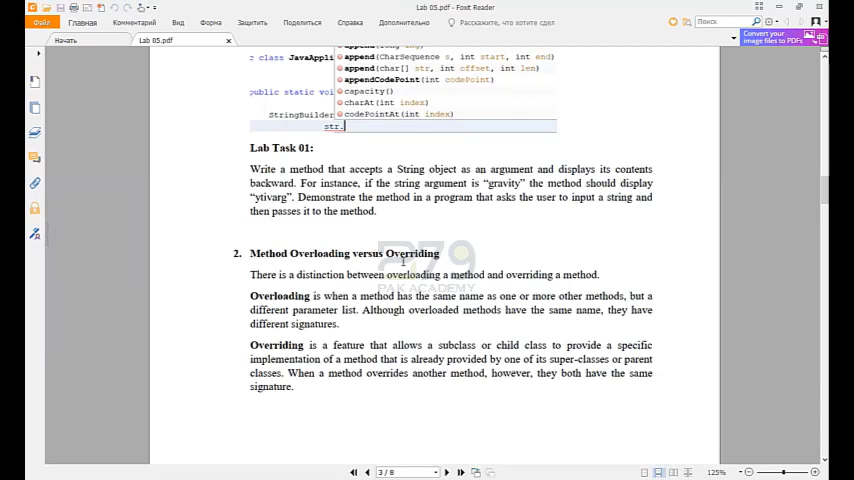 Lab 05.pdf - Foxit Reader
Файл Главная Комментарий Вид Форма Защитить Поделиться Справка Дополнительно Расскажите, что нужно сдел Поиск
Начать Lab 05.pdf
Convert your
image files to PDFs
c class JavaAppli append(CharSequence s, int start, int end)
append(char[] str, int offset, int len)
appendCodePoint(int codePoint)
public static voi capacity()
charAt(int index)
StringBuilder codePointAt(int index)
str.
Lab Task 01:
Write a method that accepts a String object as an argument and displays its contents
backward. For instance, if the string argument is “gravity” the method should display
“ytivarg”. Demonstrate the method in a program that asks the user to input a string and
then passes it to the method.
2. Method Overloading versus Overriding
There is a distinction between overloading a method and overriding a method.
PAK ACADEMY
Overloading is when a method has the same name as one or more other methods, but a
different parameter list. Although overloaded methods have the same name, they have
different signatures.
Overriding is a feature that allows a subclass or child class to provide a specific
implementation of a method that is already provided by one of its super-classes or parent
classes. When a method overrides another method, however, they both have the same
signature.
3 / 8 125%